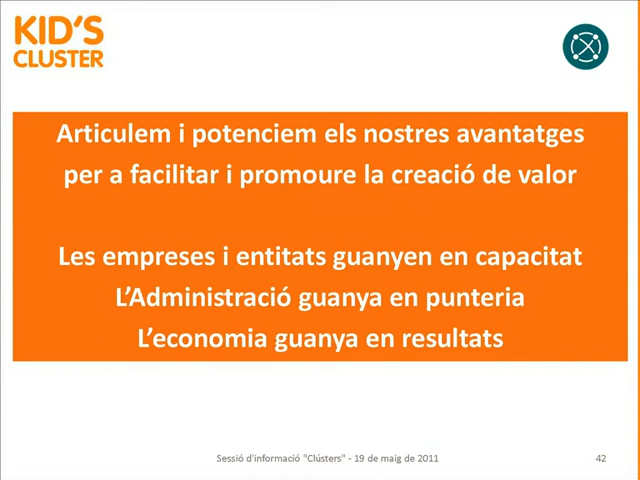 KID'S
CLUSTER
Articulem i potenciem els nostres avantatges
per a facilitar i promoure la creació de valor
Les empreses i entitats guanyen en capacitat
L'Administració guanya en punteria
L'economia guanya en resultats
Sessió d'informació "Clústers" - 19 de maig de 2011
42